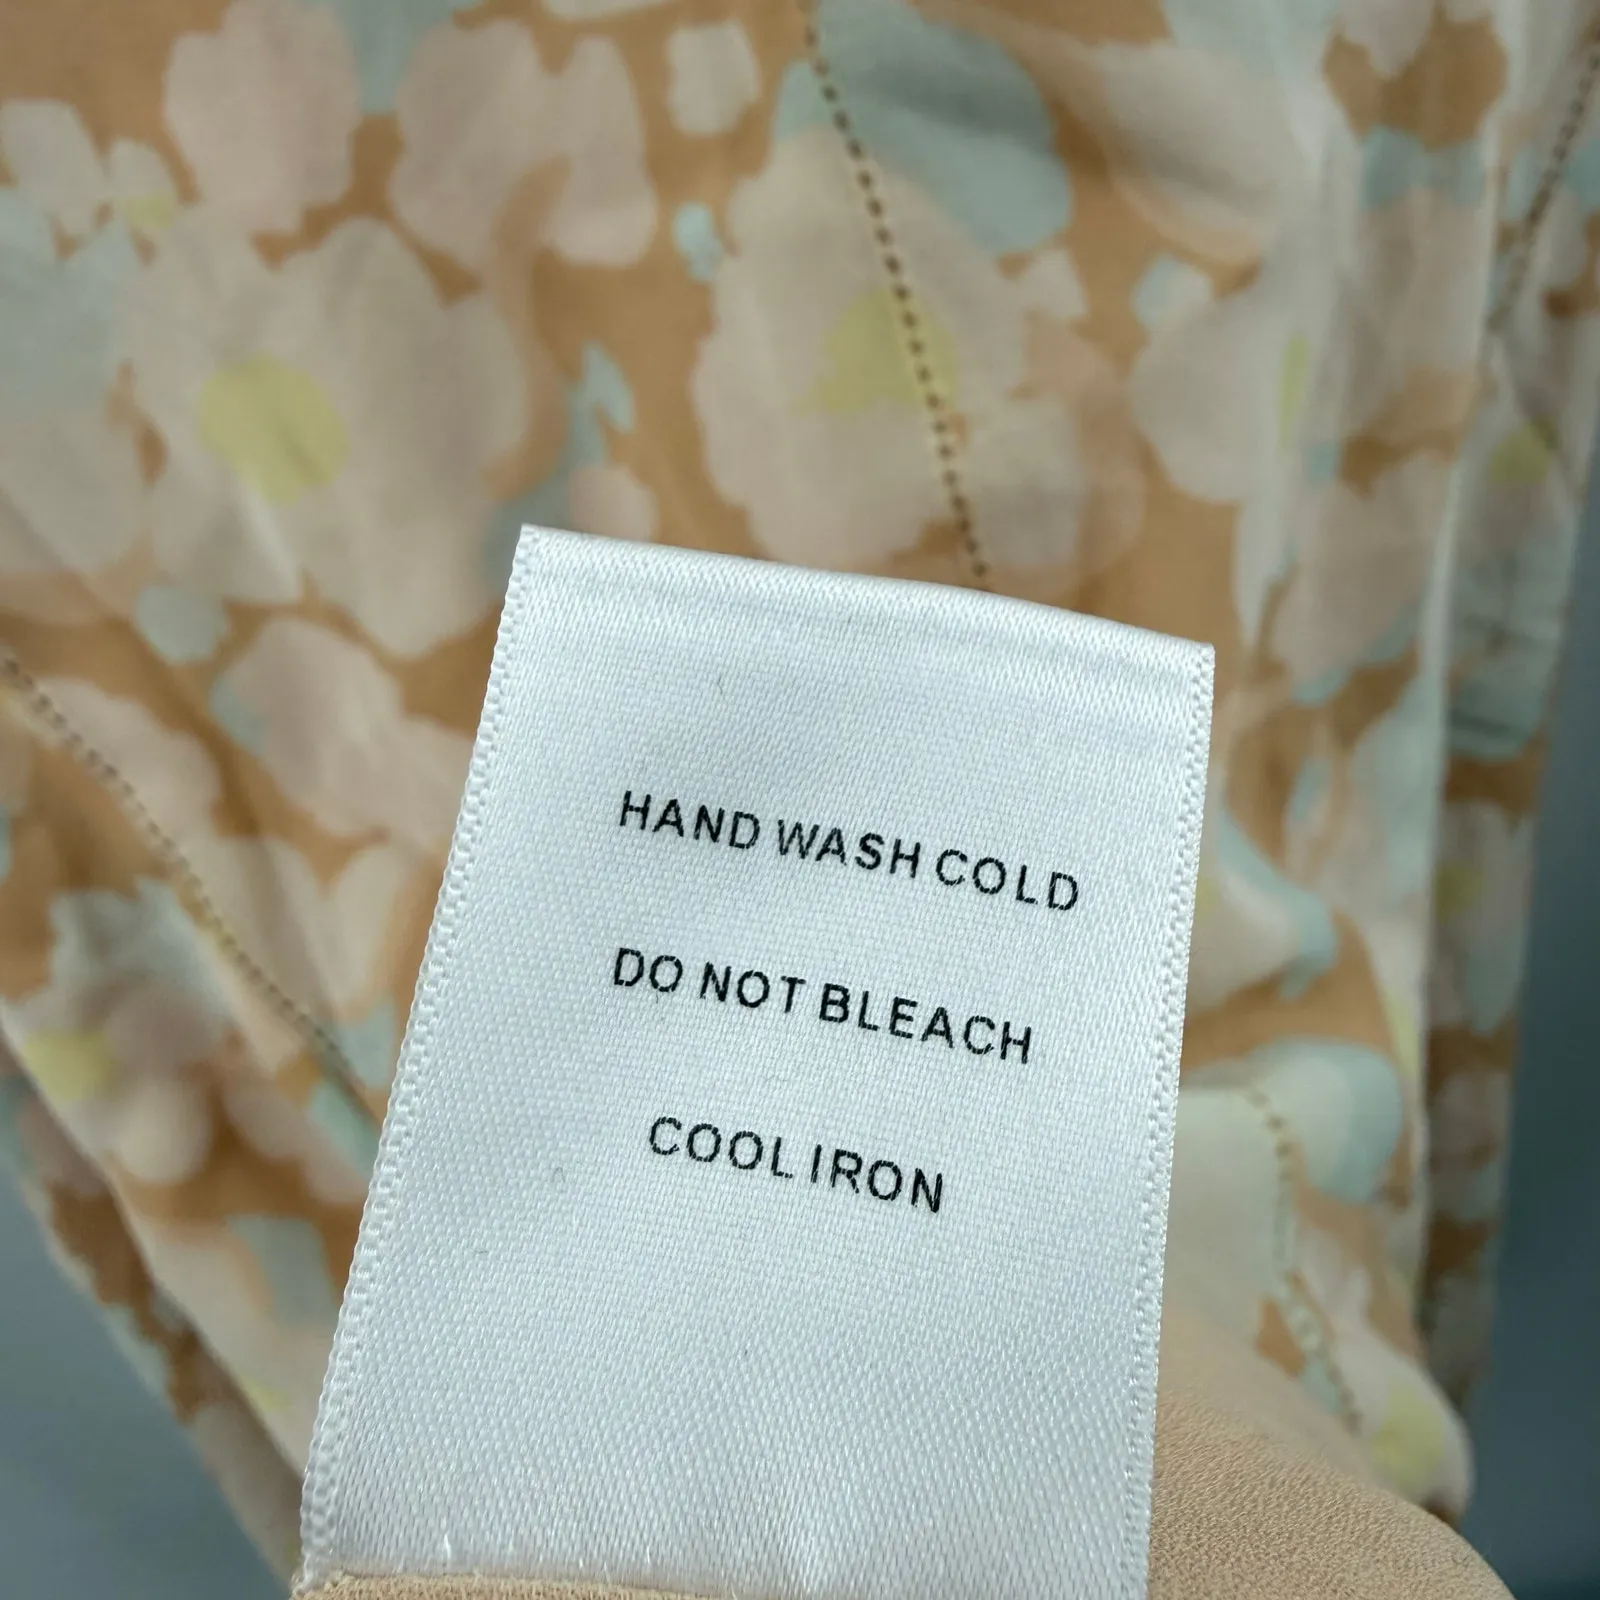 HAND WASH COLD
DO NOT BLEACH
COOL IRON